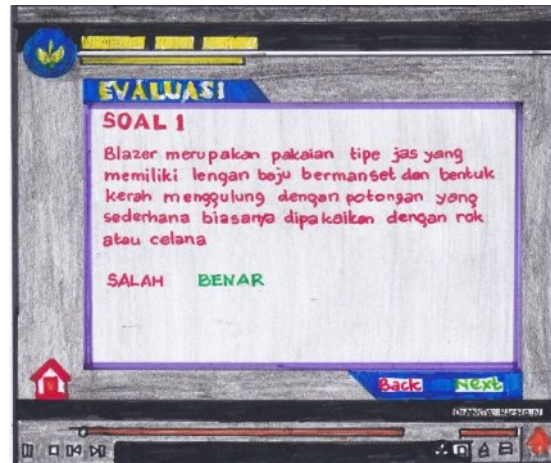 EVALUASI
SOAL 1
Blazer merupakan pakaian tipe jas yang
memiliki lengan baju bermanset dan bentuk
kerah menggulung dengan potongan yang
sederhana biasanya dipakaikan dengan rok
atau celana
SALAH BENAR
Back Next